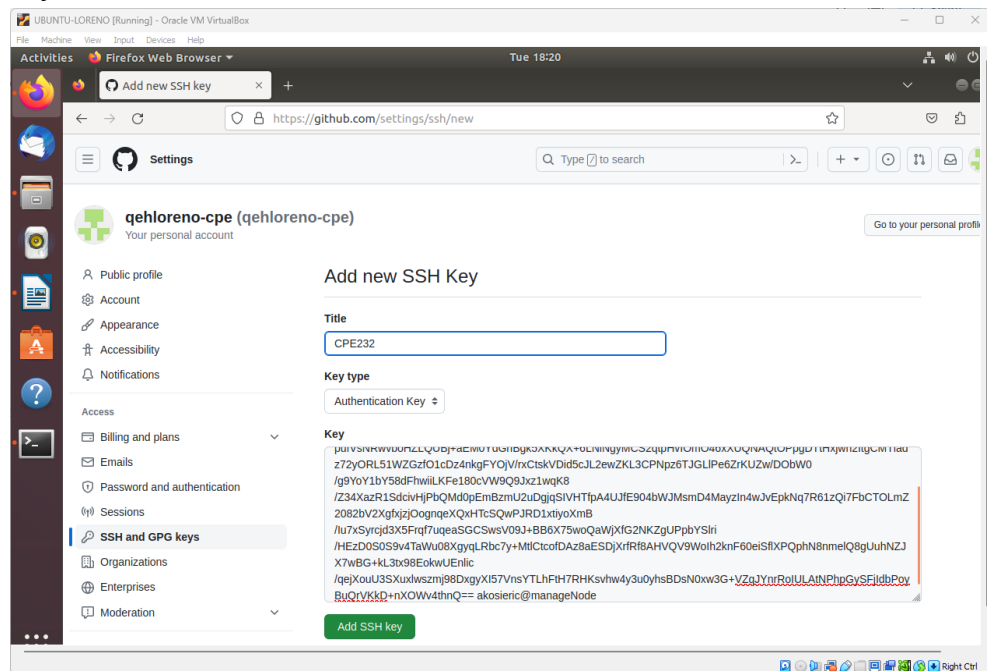 UBUNTU-LORENO [Running] - Oracle VM VirtualBox
File Machine View Input Devices Help
Activities Firefox Web Browser Tue 18:20
Add new SSH key
https://github.com/settings/ssh/new
Settings
Type / to search
qehloreno-cpe (qehloreno-cpe)
Your personal account
Go to your personal profile
Public profile
Account
Appearance
Accessibility
Notifications
Access
Billing and plans
Emails
Password and authentication
Sessions
SSH and GPG keys
Organizations
Enterprises
Moderation
Add new SSH Key
Title
CPE232
Key type
Authentication Key
Key
z72yORL51WZGzfO1cDz4nkgFYOjV/rxCtskVDid5cJL2ewZKL3CPNpz6TJGLlPe6ZrKUZw/DObW0
/g9YoY1bY58dFhwiiLKFe180cVW9Q9Jxz1wqK8
/Z34XazR1SdcivHjPbQMd0pEmBzmU2uDgjqSIVHTfpA4UJfE904bWJMsmD4MayzIn4wJvEpkNq7R61zQi7FbCTOLmZ
2082bV2XgfxjzjOognqeXQxHTcSQwPJRD1xtiyoXmB
/Iu7xSyrcjd3X5Frqf7uqeaSGCSwsV09J+BB6X75woQaWjXfG2NKZgUPpbYSlri
/HEzD0S0S9v4TaWu08XgyqLRbc7y+MtlCtcofDAz8aESDjXrfRf8AHVQV9WoIh2knF60eiSflXPQphN8nmelQ8gUuhNZJ
X7wBG+kL3tx98EokwUEnlic
/qejXouU3SXuxlwszmj98DxgyXI57VnsYTLhFtH7RHKsvhw4y3u0yhsBDsN0xw3G+VZqJYnrRoIULAtNPhpGySFjIdbPoy
BuQrVKkD+nXOWv4thnQ== akosieric@manageNode
Add SSH key
Right Ctrl